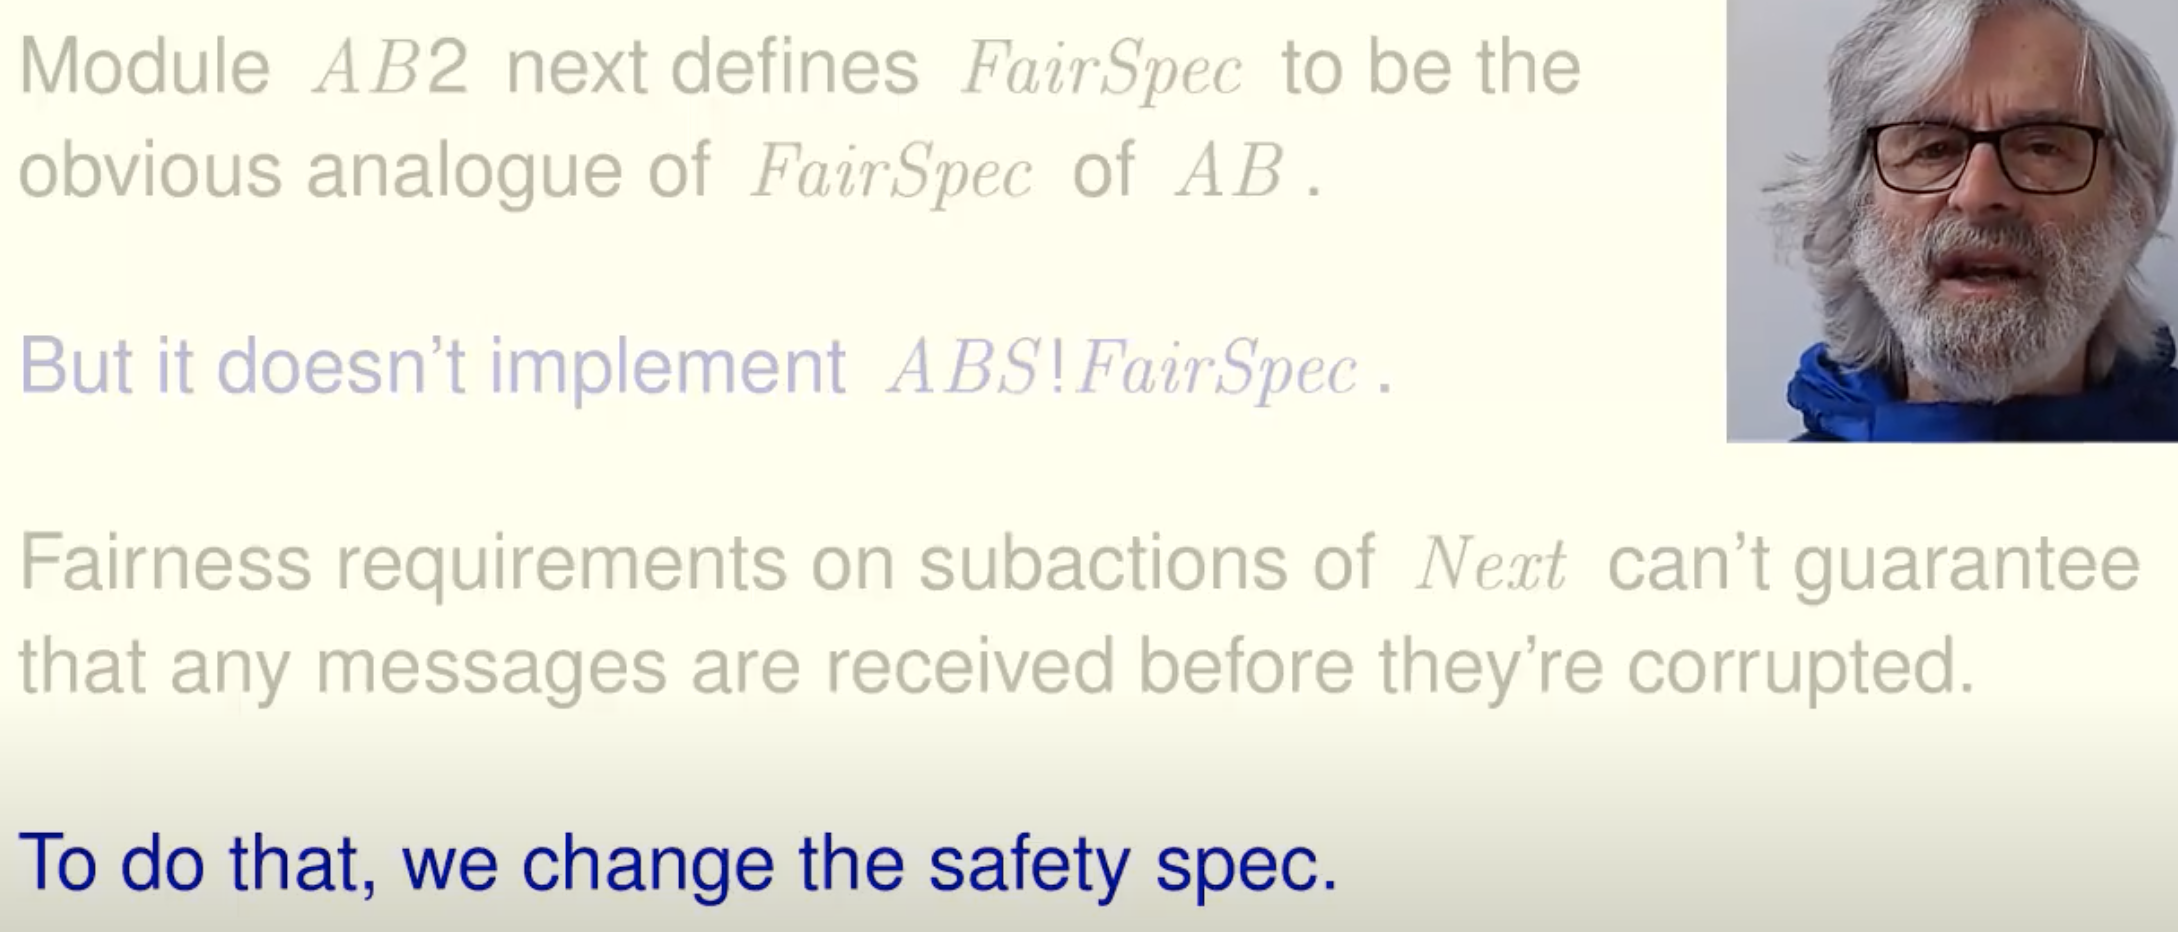 Module AB2 next defines FairSpec to be the
obvious analogue of FairSpec of AB .
But it doesn't implement ABS!FairSpec .
Fairness requirements on subactions of Next can't guarantee
that any messages are received before they're corrupted.
To do that, we change the safety spec.